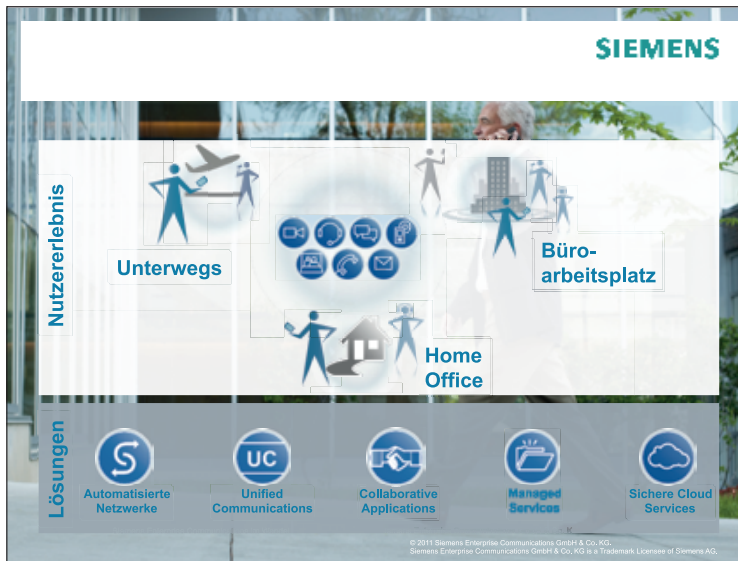 SIEMENS
Nutzererlebnis
Unterwegs
Büro-
arbeitsplatz
Home
Office
Lösungen
UC
Automatisierte
Netzwerke
Unified
Communications
Collaborative
Applications
Managed
Services
Sichere Cloud
Services
© 2011 Siemens Enterprise Communications GmbH & Co. KG.
Siemens Enterprise Communications GmbH & Co, KG is a Trademark Licensee of Siemens AG.